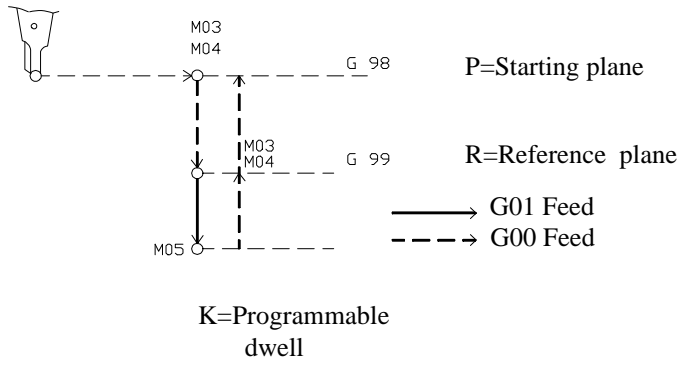 M03
M04
G 98
P=Starting plane
M03
M04
G 99
R=Reference plane
G01 Feed
G00 Feed
M05
K=Programmable
dwell